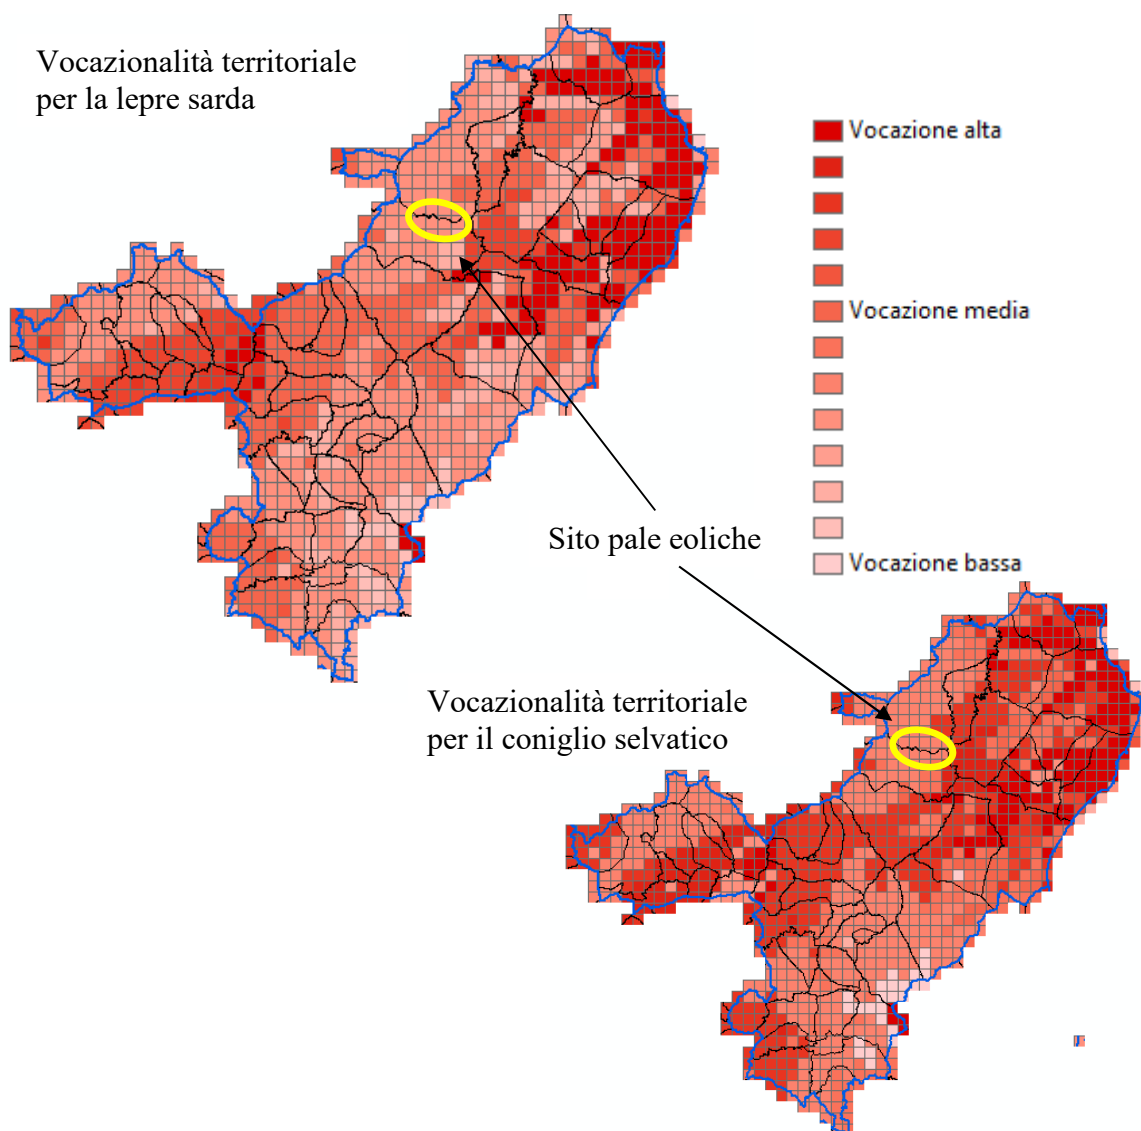 Vocazionalità territoriale
per la lepre sarda
Vocazione alta
Vocazione media
Vocazione bassa
Sito pale eoliche
Vocazionalità territoriale
per il coniglio selvatico